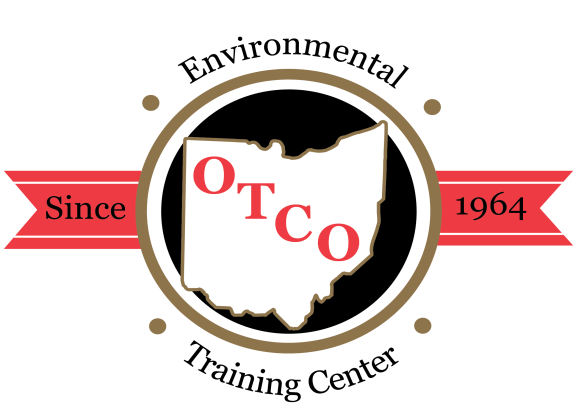 Environmental
Since
OTCO
1964
Training Center